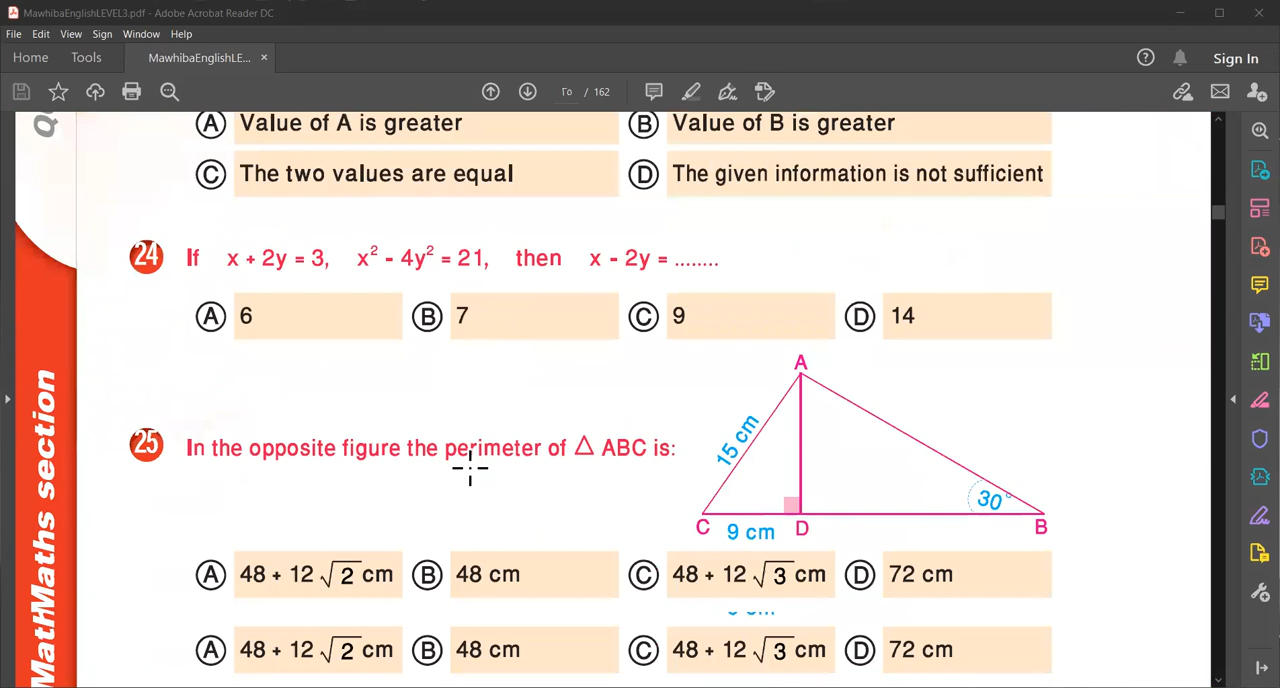 MawhibaEnglishLEVEL3.pdf - Adobe Acrobat Reader DC
File Edit View Sign Window Help
Home Tools MawhibaEnglishLE... × Sign In
٢٥ / 162
Q
A Value of A is greater B Value of B is greater
C The two values are equal D The given information is not sufficient
24 If x + 2y = 3, x² - 4y² = 21, then x - 2y = ........
A 6 B 7 C 9 D 14
A
15 cm
25 In the opposite figure the perimeter of △ ABC is:
30°
C D B
9 cm
A 48 + 12 √2 cm B 48 cm C 48 + 12 √3 cm D 72 cm
A 48 + 12 √2 cm B 48 cm C 48 + 12 √3 cm D 72 cm
MathMaths section